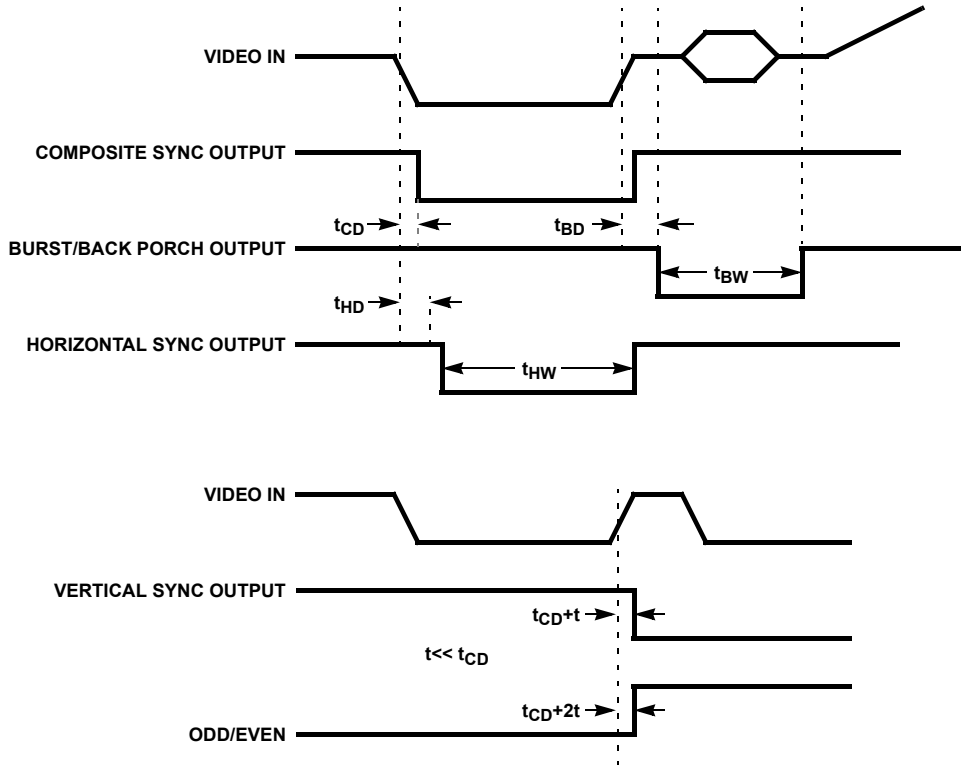 VIDEO IN
COMPOSITE SYNC OUTPUT
tCD
tBD
BURST/BACK PORCH OUTPUT
tBW
tHD
HORIZONTAL SYNC OUTPUT
tHW
VIDEO IN
VERTICAL SYNC OUTPUT
tCD+t
t<< tCD
tCD+2t
ODD/EVEN